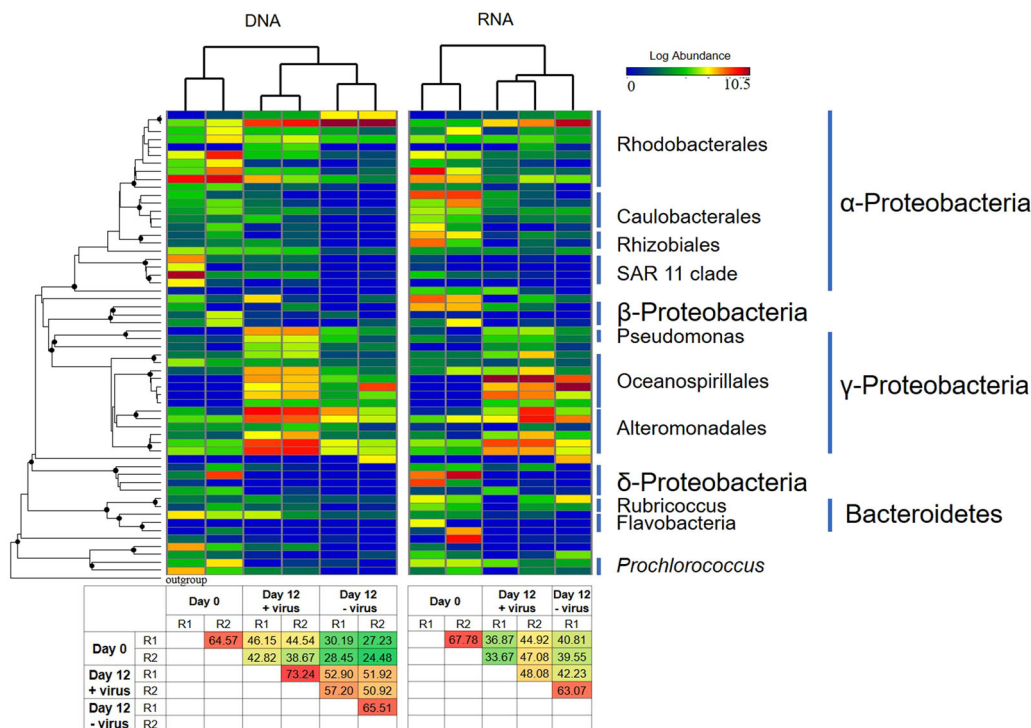 DNA
RNA
Log Abundance
0 10.5
Rhodobacterales
Caulobacterales
Rhizobiales
SAR 11 clade
α-Proteobacteria
β-Proteobacteria
Pseudomonas
Oceanospirillales
γ-Proteobacteria
Alteromonadales
δ-Proteobacteria
Rubricoccus
Flavobacteria
Bacteroidetes
Prochlorococcus
outgroup
Day 0 Day 12 + virus Day 12 - virus
R1 R2 R1 R2 R1 R2
Day 0 R1 64.57 46.15 44.54 30.19 27.23
R2 42.82 38.67 28.45 24.48
Day 12 + virus R1 73.24 52.90 51.92
R2 57.20 50.92
Day 12 - virus R1 65.51
R2
Day 0 Day 12 + virus Day 12 - virus
R1 R2 R1 R2 R1
67.78 36.87 44.92 40.81
33.67 47.08 39.55
48.08 42.23
63.07